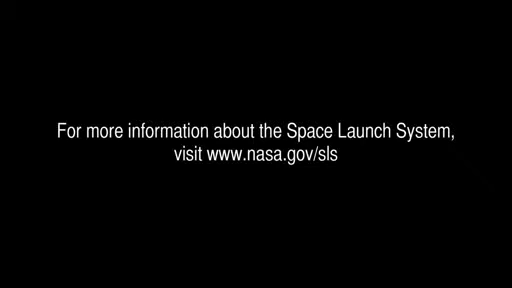 For more information about the Space Launch System,
visit www.nasa.gov/sls